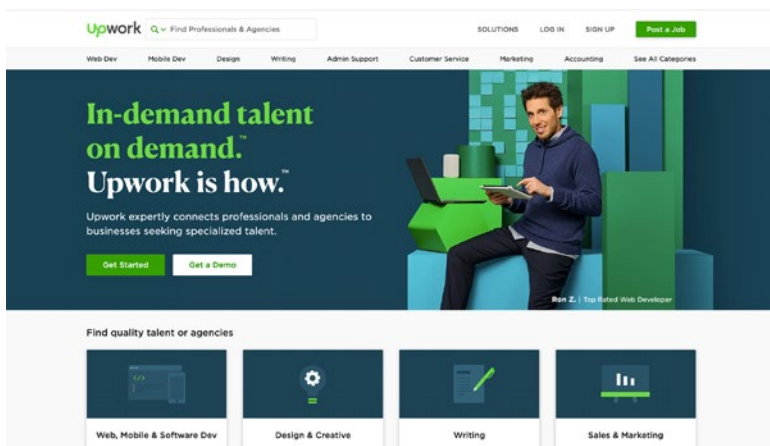 Upwork
Find Professionals & Agencies
SOLUTIONS LOG IN SIGN UP Post a Job
Web Dev Mobile Dev Design Writing Admin Support Customer Service Marketing Accounting See All Categories
In-demand talent
on demand.™
Upwork is how.™
Upwork expertly connects professionals and agencies to
businesses seeking specialized talent.
Get Started Get a Demo
Ron Z. | Top Rated Web Developer
Find quality talent or agencies
Web, Mobile & Software Dev Design & Creative Writing Sales & Marketing